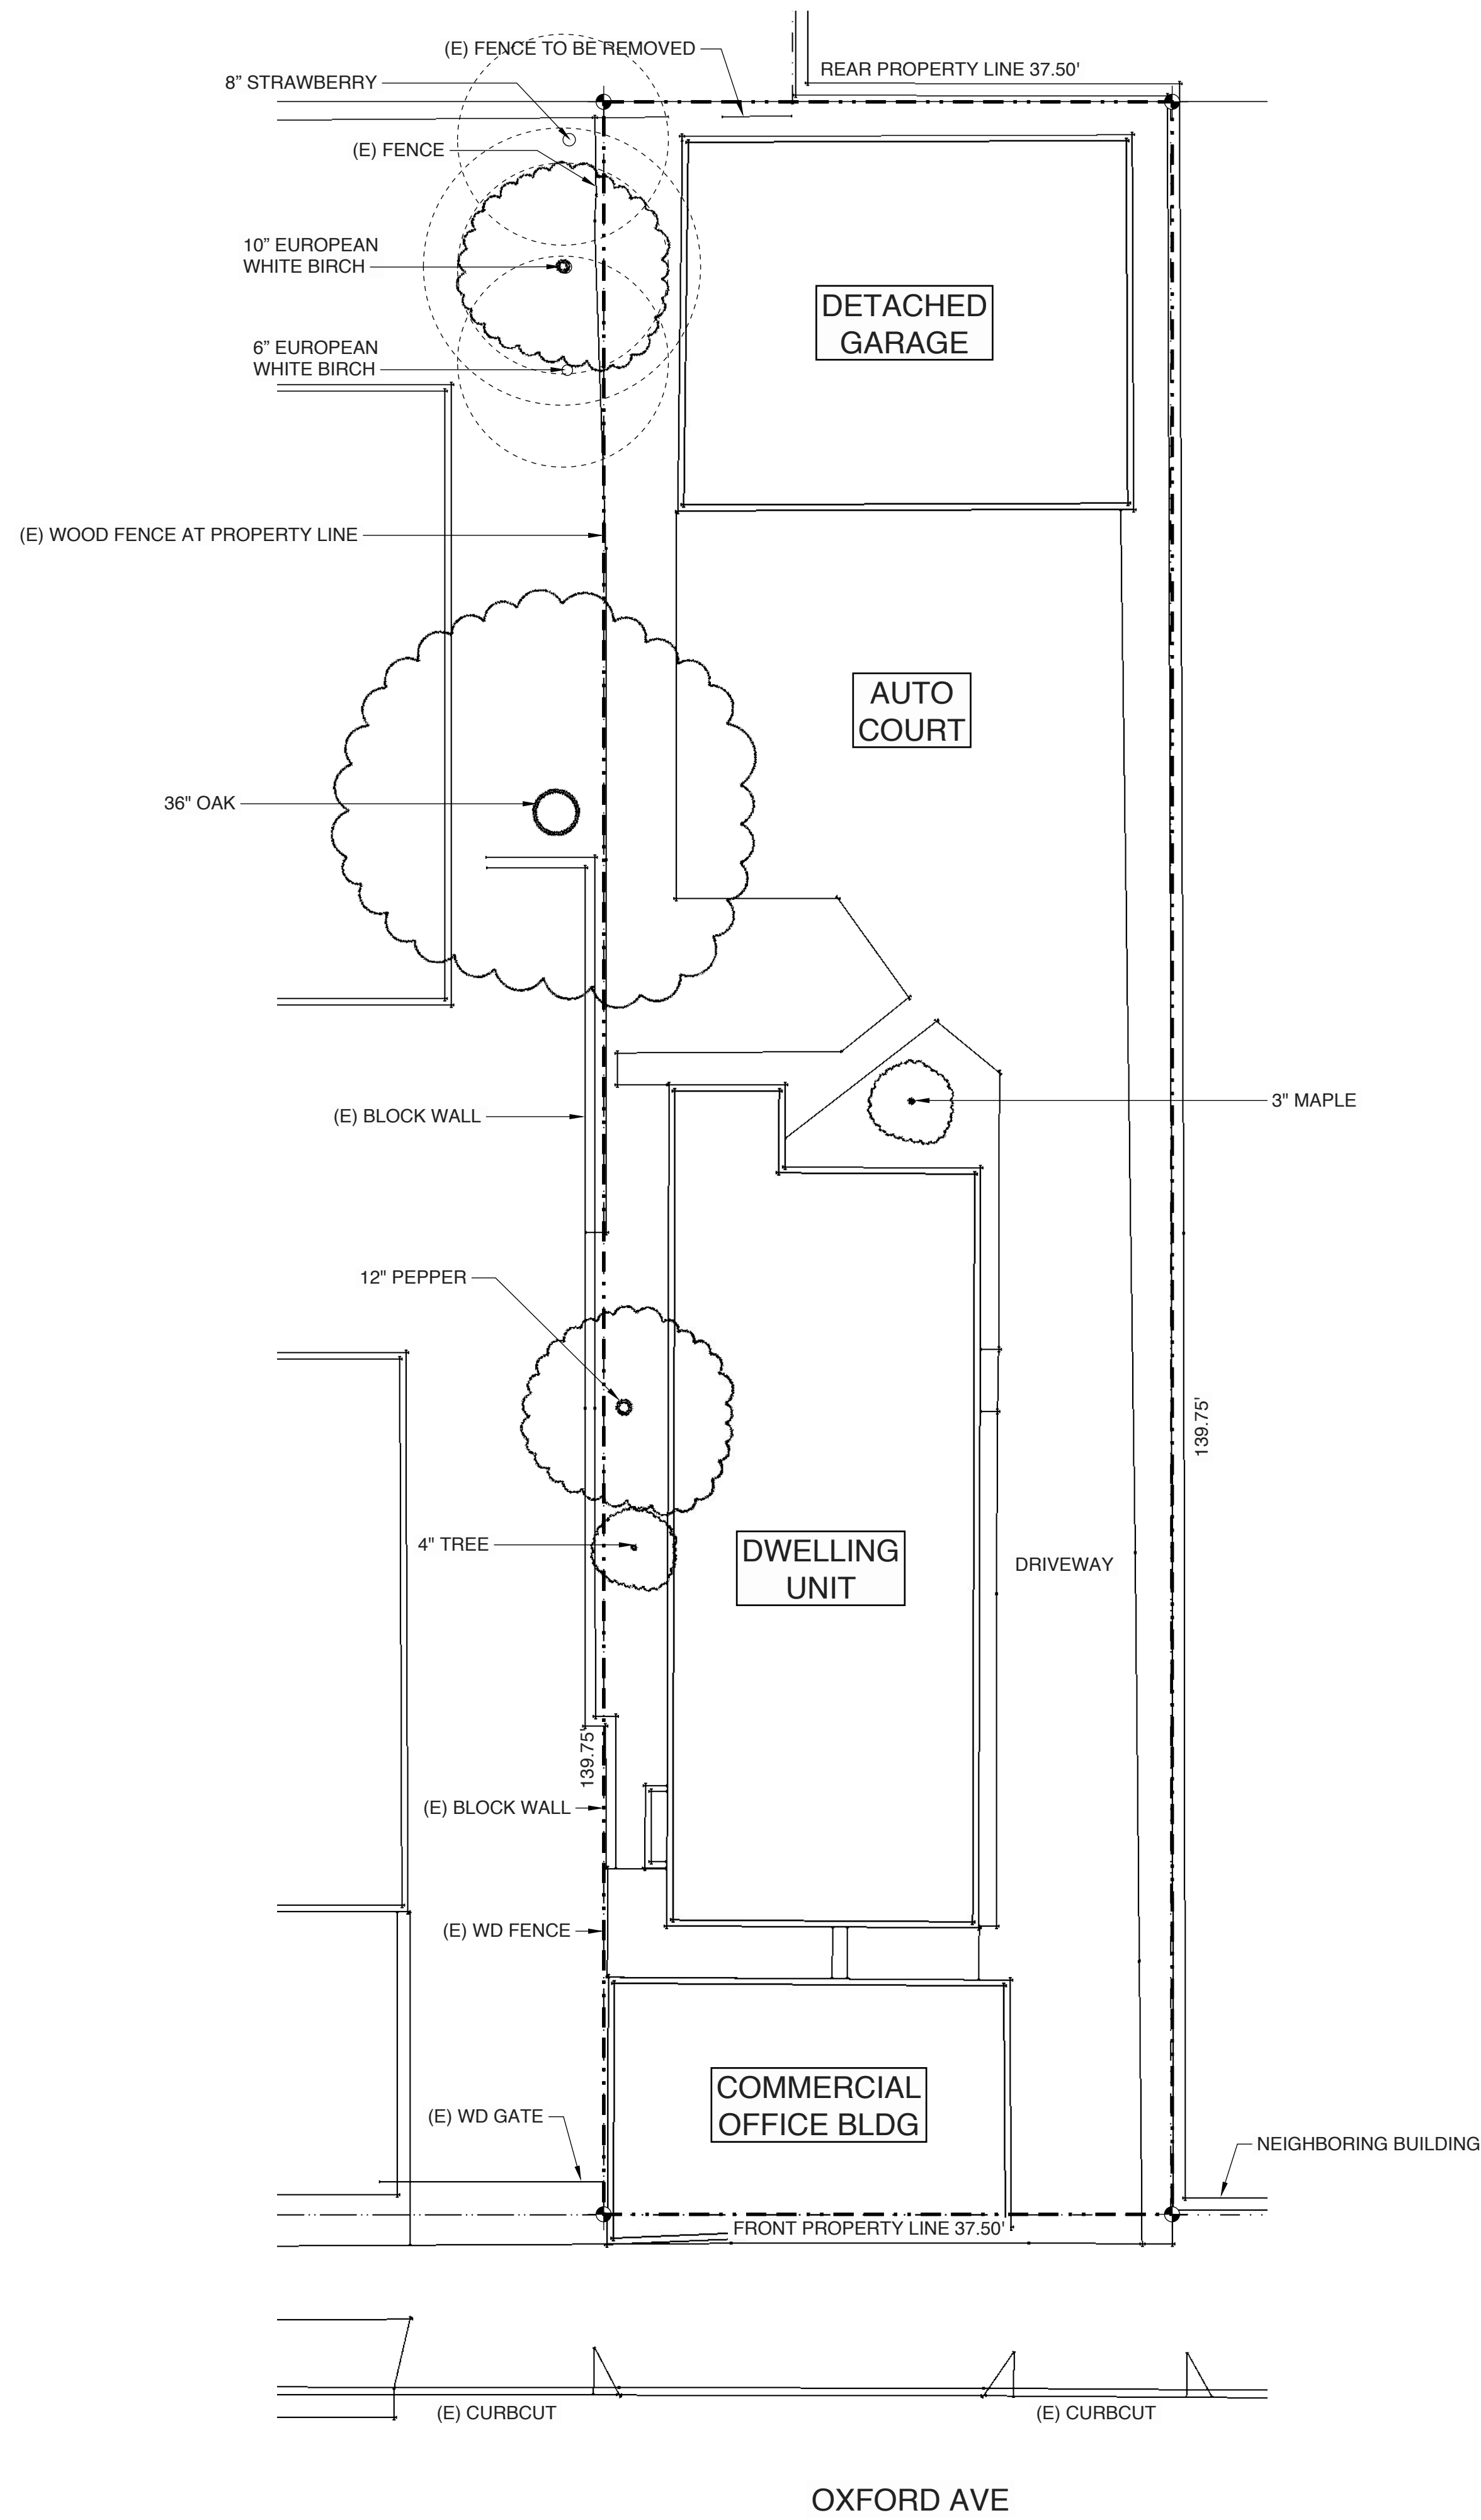 (E) FENCE TO BE REMOVED
REAR PROPERTY LINE 37.50'
8” STRAWBERRY
(E) FENCE
10” EUROPEAN
WHITE BIRCH
DETACHED
GARAGE
6” EUROPEAN
WHITE BIRCH
(E) WOOD FENCE AT PROPERTY LINE
AUTO
COURT
36" OAK
3" MAPLE
(E) BLOCK WALL
12" PEPPER
139.75'
4" TREE
DWELLING
UNIT
DRIVEWAY
139.75'
(E) BLOCK WALL
(E) WD FENCE
COMMERCIAL
OFFICE BLDG
(E) WD GATE
NEIGHBORING BUILDING
FRONT PROPERTY LINE 37.50'
(E) CURBCUT
(E) CURBCUT
OXFORD AVE